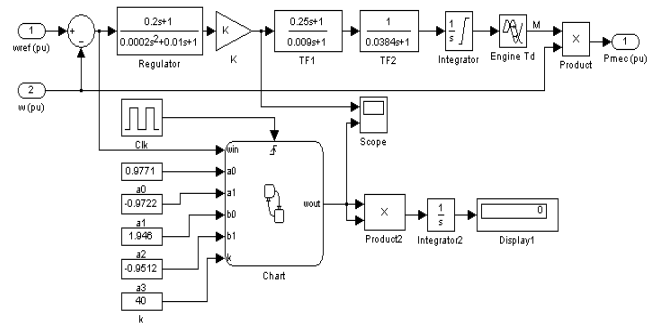 1
wref (pu)
+
-
0.2s+1
0.0002s²+0.01s+1
Regulator
K
K
0.25s+1
0.009s+1
TF1
1
0.0384s+1
TF2
1
s
Integrator
Engine Td
M
X
Product
1
Pmec (pu)
2
w (pu)
Clk
Scope
0.9771
a0
-0.9722
a1
1.946
a2
-0.9512
a3
40
k
win
a0
a1
b0
b1
k
wout
Chart
X
Product2
1
s
Integrator2
0
Display1